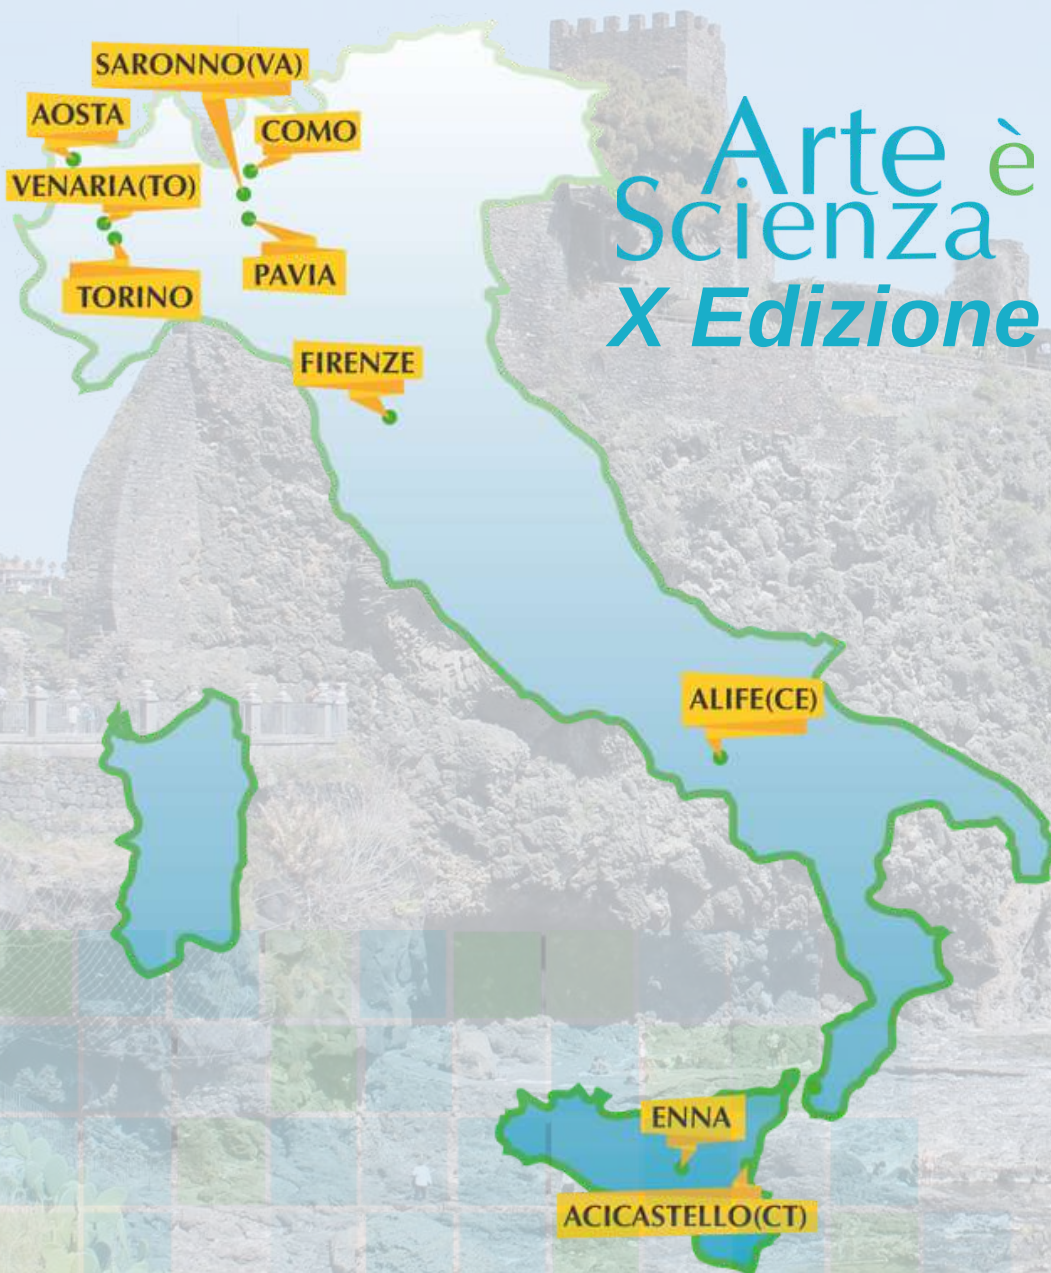 SARONNO(VA)
AOSTA
COMO
VENARIA(TO)
PAVIA
TORINO
Arte è
Scienza
X Edizione
FIRENZE
ALIFE(CE)
ENNA
ACICASTELLO(CT)